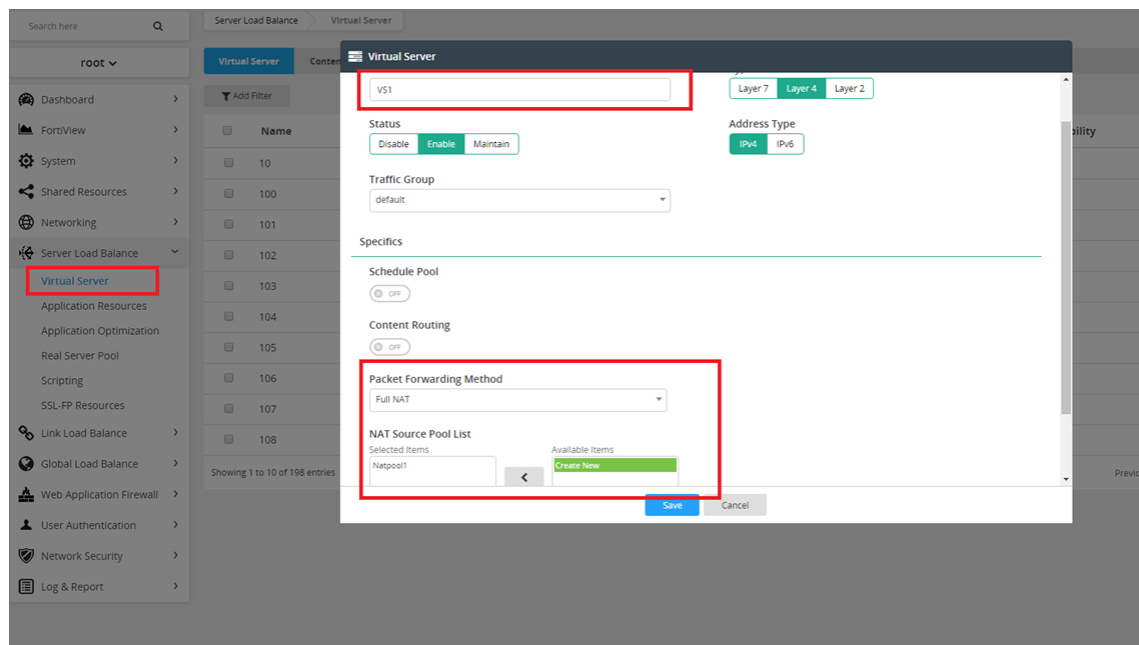 Search here
root
Dashboard
FortiView
System
Shared Resources
Networking
Server Load Balance
Virtual Server
Application Resources
Application Optimization
Real Server Pool
Scripting
SSL-FP Resources
Link Load Balance
Global Load Balance
Web Application Firewall
User Authentication
Network Security
Log & Report
Server Load Balance Virtual Server
Virtual Server
Add Filter
Name
10
100
101
102
103
104
105
106
107
108
Showing 1 to 10 of 198 entries
Virtual Server
VS1
Layer 7 Layer 4 Layer 2
Status
Disable Enable Maintain
Address Type
IPv4 IPv6
Traffic Group
default
Specifics
Schedule Pool
OFF
Content Routing
OFF
Packet Forwarding Method
Full NAT
NAT Source Pool List
Selected Items
Natpool1
Available Items
Create New
Save Cancel